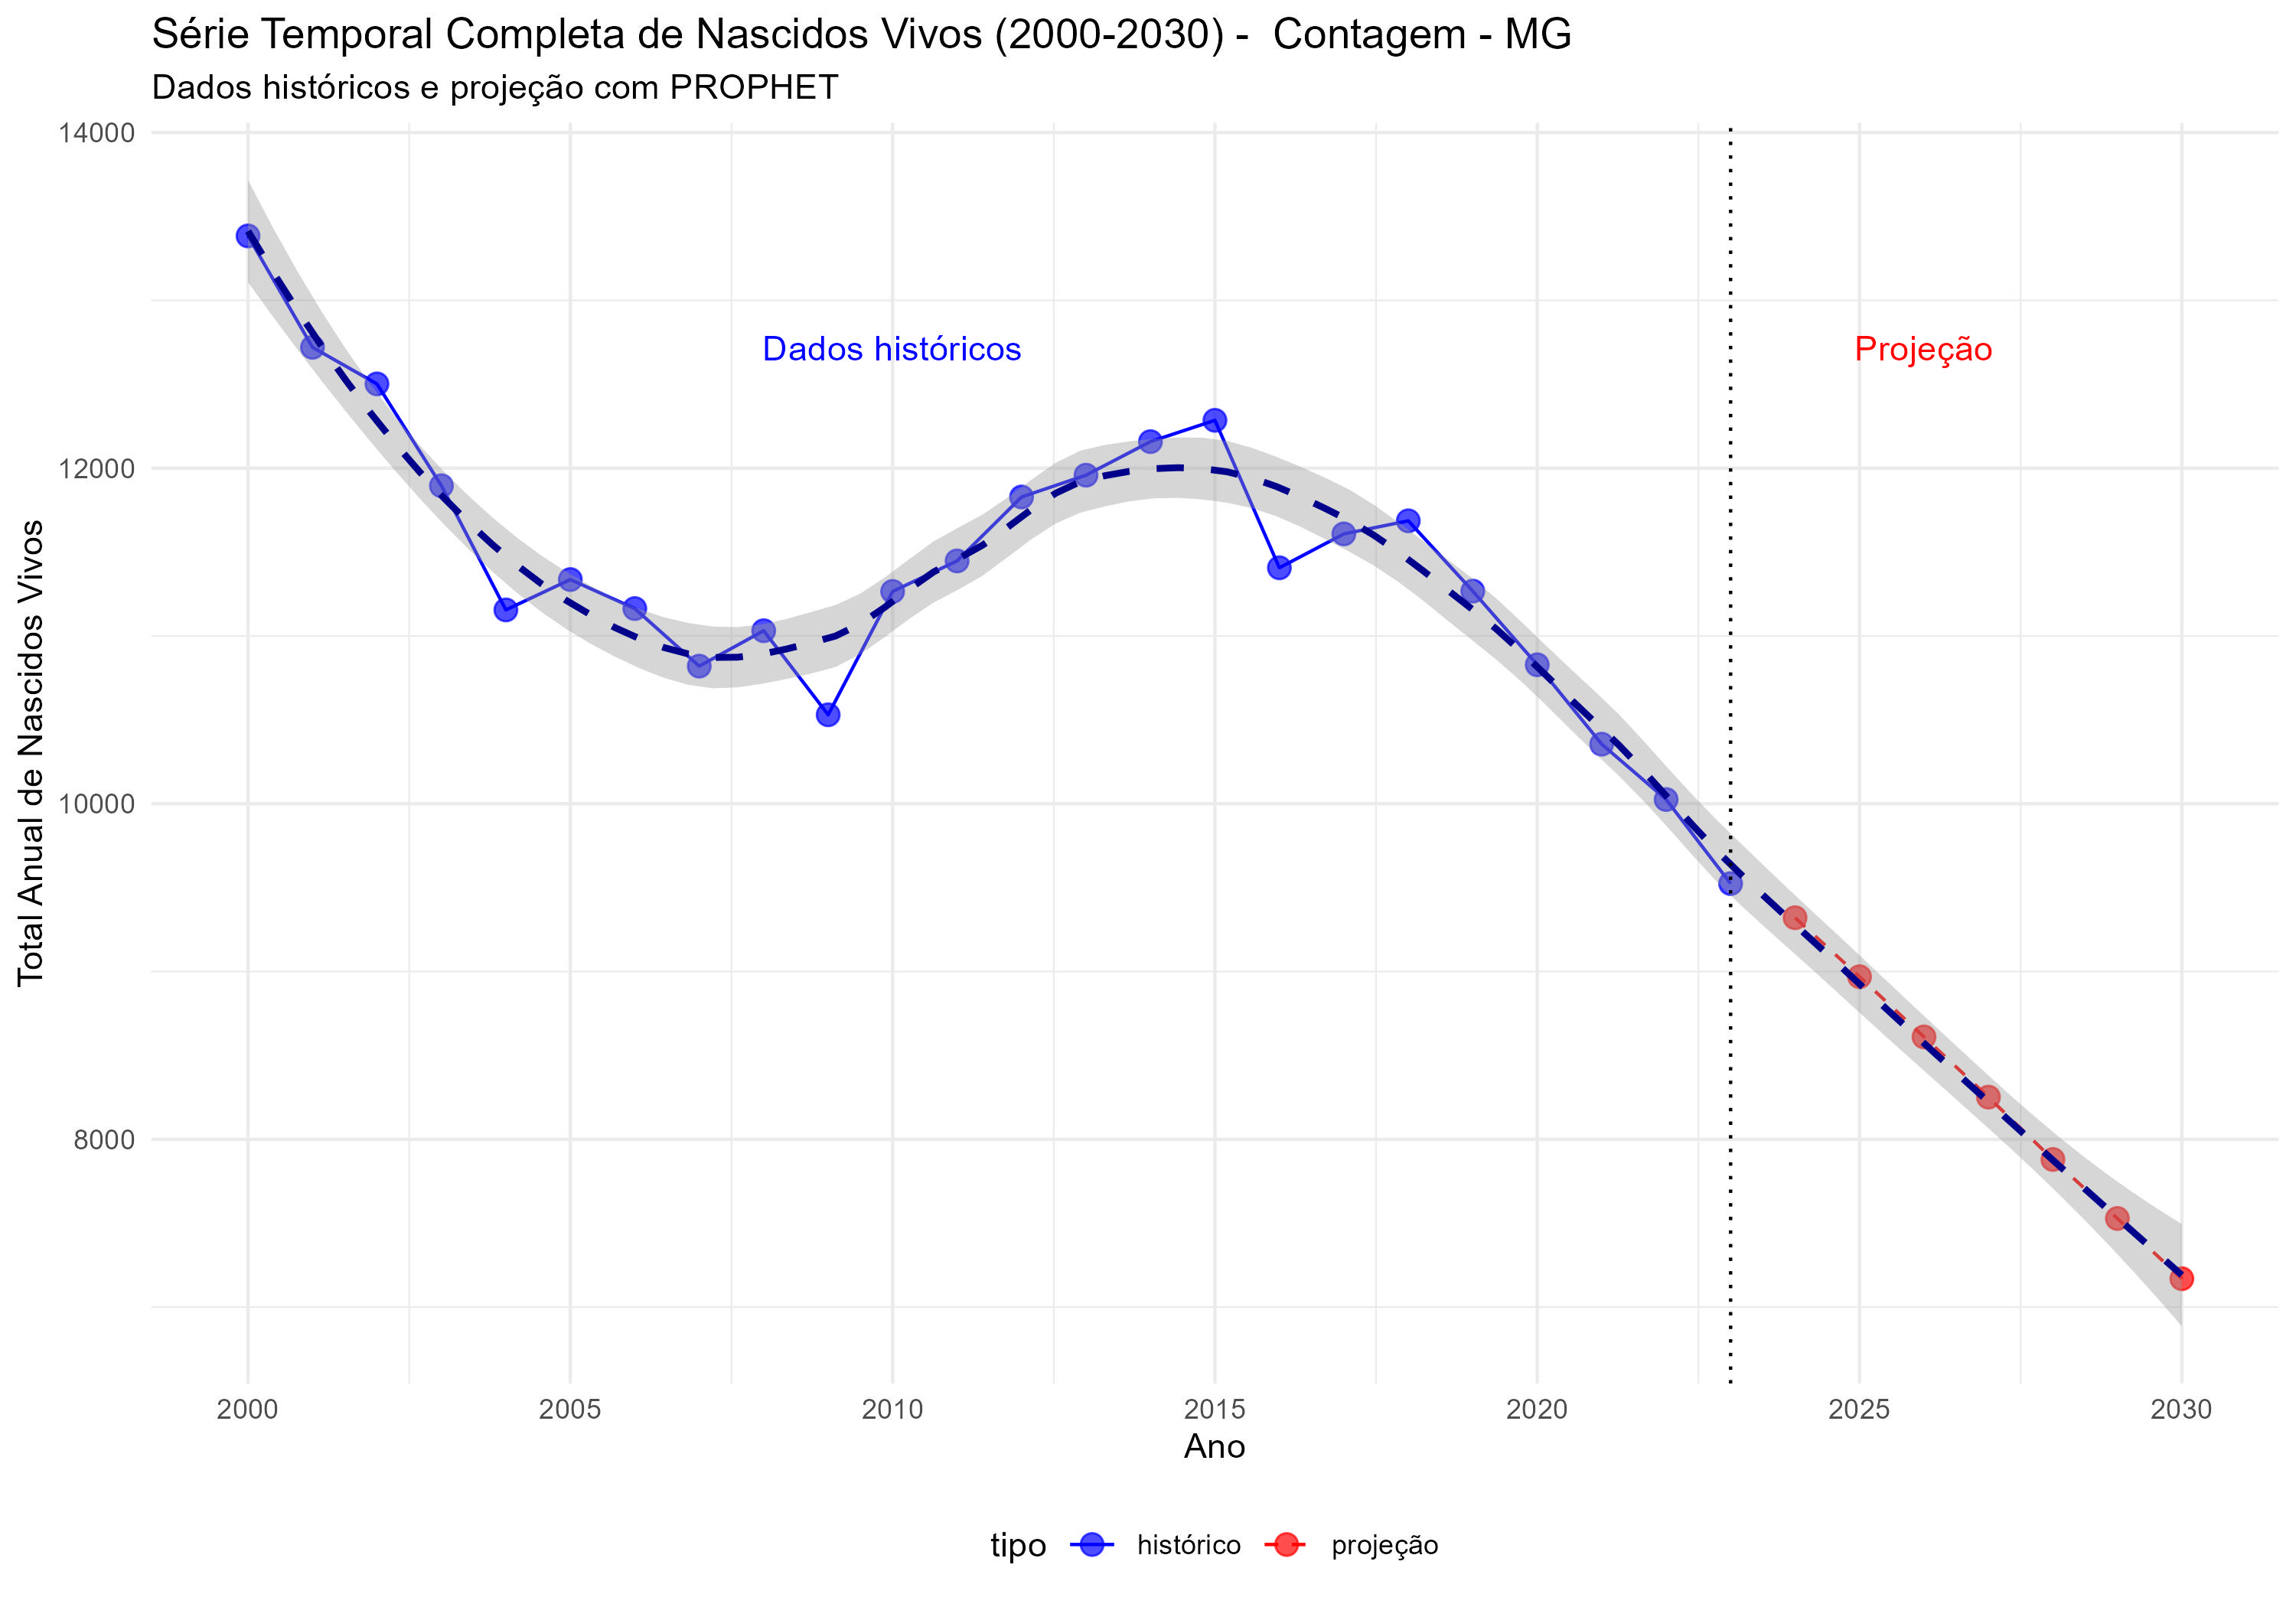 Série Temporal Completa de Nascidos Vivos (2000-2030) -  Contagem - MG
Dados históricos e projeção com PROPHET
Total Anual de Nascidos Vivos
14000
12000
10000
8000
Dados históricos
Projeção
2000
2005
2010
2015
2020
2025
2030
Ano
tipo
histórico
projeção